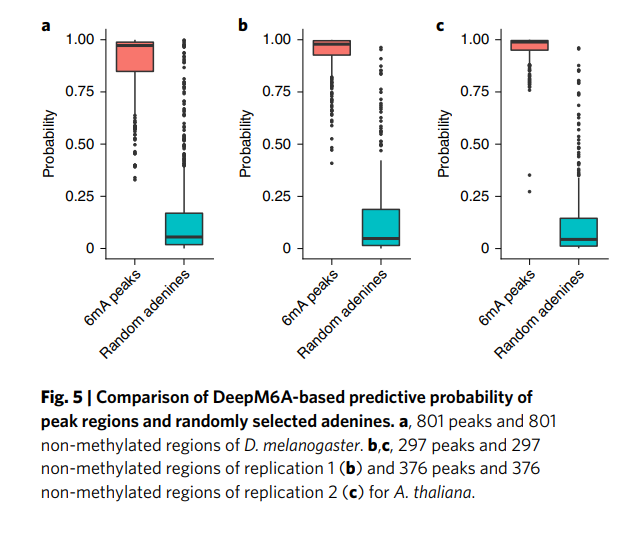 a
1.00
0.75
0.50
0.25
0
Probability
6mA peaks
Random adenines
b
1.00
0.75
0.50
0.25
0
Probability
6mA peaks
Random adenines
c
1.00
0.75
0.50
0.25
0
Probability
6mA peaks
Random adenines
Fig. 5 | Comparison of DeepM6A-based predictive probability of
peak regions and randomly selected adenines. a, 801 peaks and 801
non-methylated regions of D. melanogaster. b,c, 297 peaks and 297
non-methylated regions of replication 1 (b) and 376 peaks and 376
non-methylated regions of replication 2 (c) for A. thaliana.